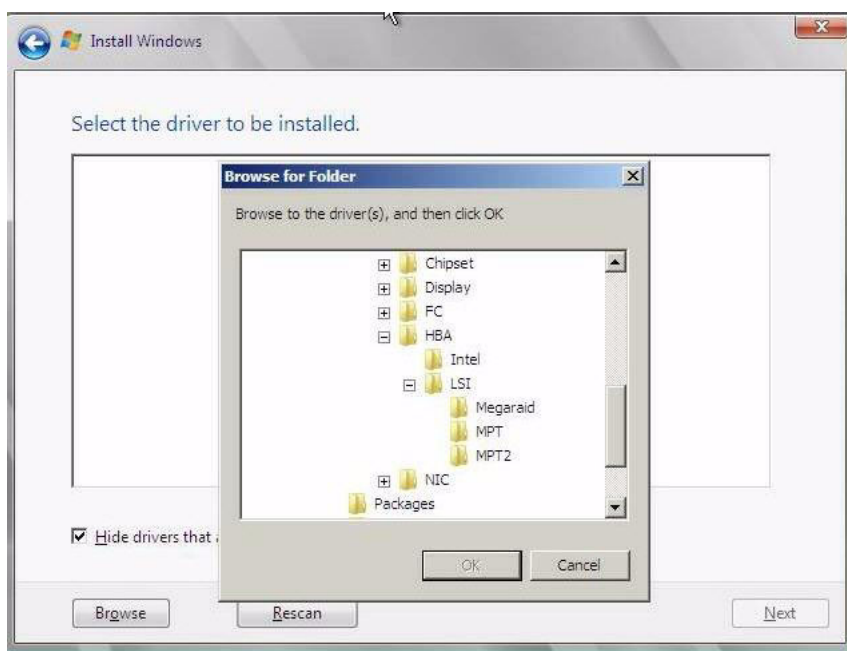 Install Windows
Select the driver to be installed.
Browse for Folder
Browse to the driver(s), and then click OK
Chipset
Display
FC
HBA
Intel
LSI
Megaraid
MPT
MPT2
NIC
Packages
Hide drivers that
OK
Cancel
Browse
Rescan
Next